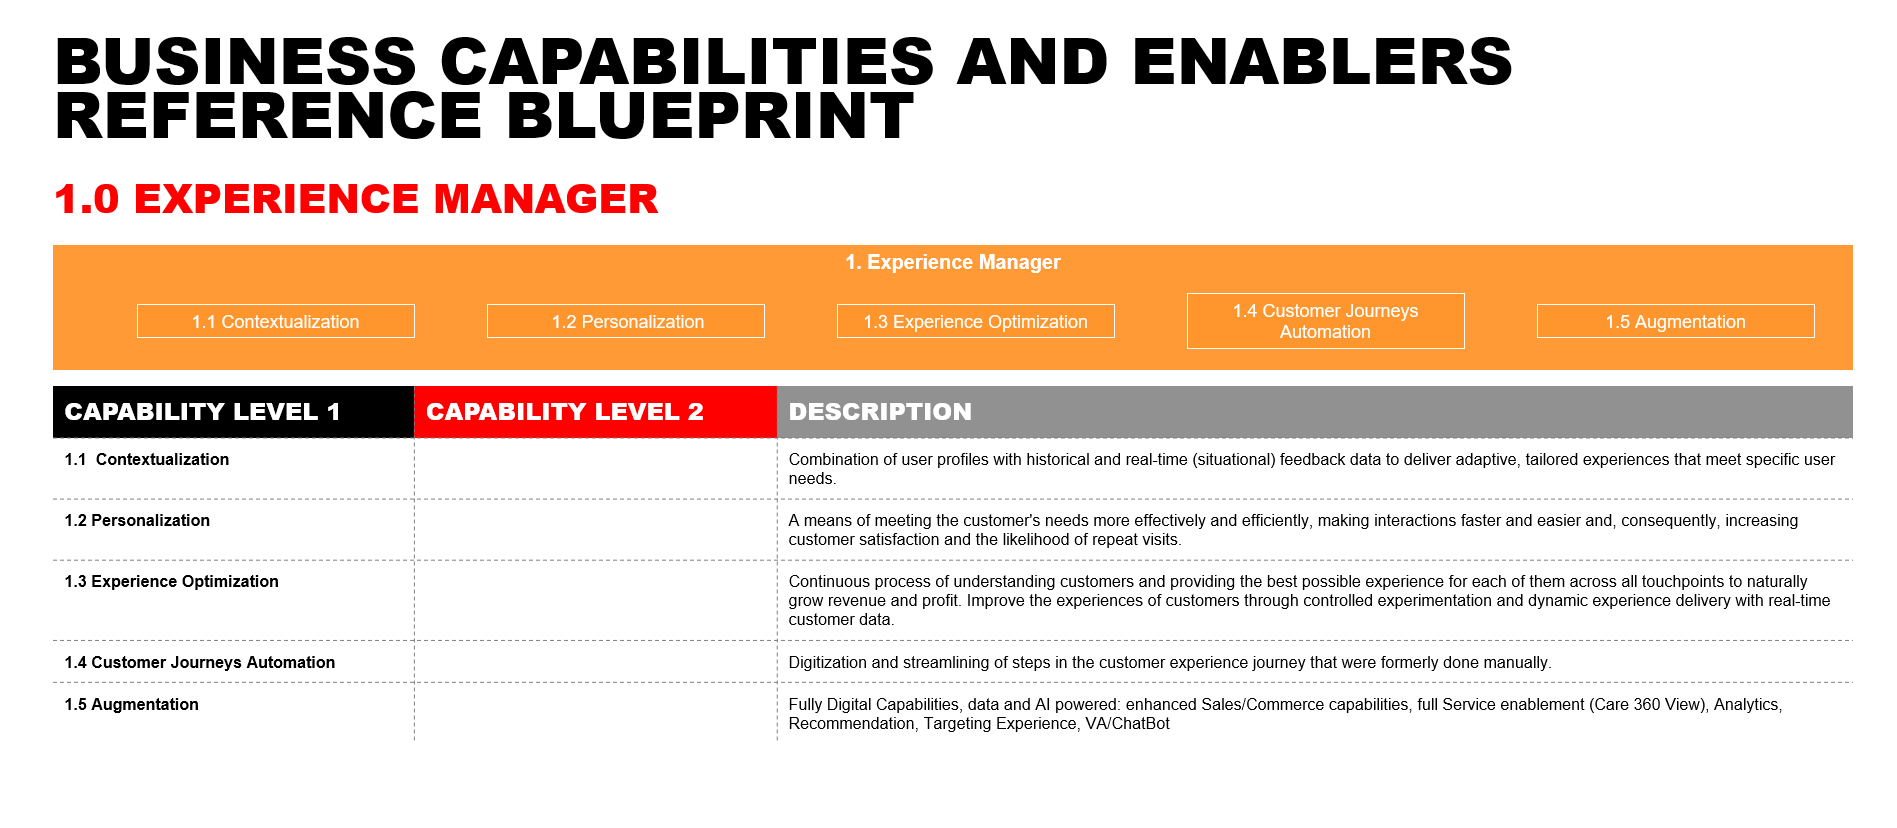 BUSINESS CAPABILITIES AND ENABLERS
REFERENCE BLUEPRINT
1.0 EXPERIENCE MANAGER
1. Experience Manager
1.1 Contextualization
1.2 Personalization
1.3 Experience Optimization
1.4 Customer Journeys
Automation
1.5 Augmentation
CAPABILITY LEVEL 1
CAPABILITY LEVEL 2
DESCRIPTION
1.1  Contextualization
Combination of user profiles with historical and real-time (situational) feedback data to deliver adaptive, tailored experiences that meet specific user
needs.
1.2 Personalization
A means of meeting the customer's needs more effectively and efficiently, making interactions faster and easier and, consequently, increasing
customer satisfaction and the likelihood of repeat visits.
1.3 Experience Optimization
Continuous process of understanding customers and providing the best possible experience for each of them across all touchpoints to naturally
grow revenue and profit. Improve the experiences of customers through controlled experimentation and dynamic experience delivery with real-time
customer data.
1.4 Customer Journeys Automation
Digitization and streamlining of steps in the customer experience journey that were formerly done manually.
1.5 Augmentation
Fully Digital Capabilities, data and AI powered: enhanced Sales/Commerce capabilities, full Service enablement (Care 360 View), Analytics,
Recommendation, Targeting Experience, VA/ChatBot